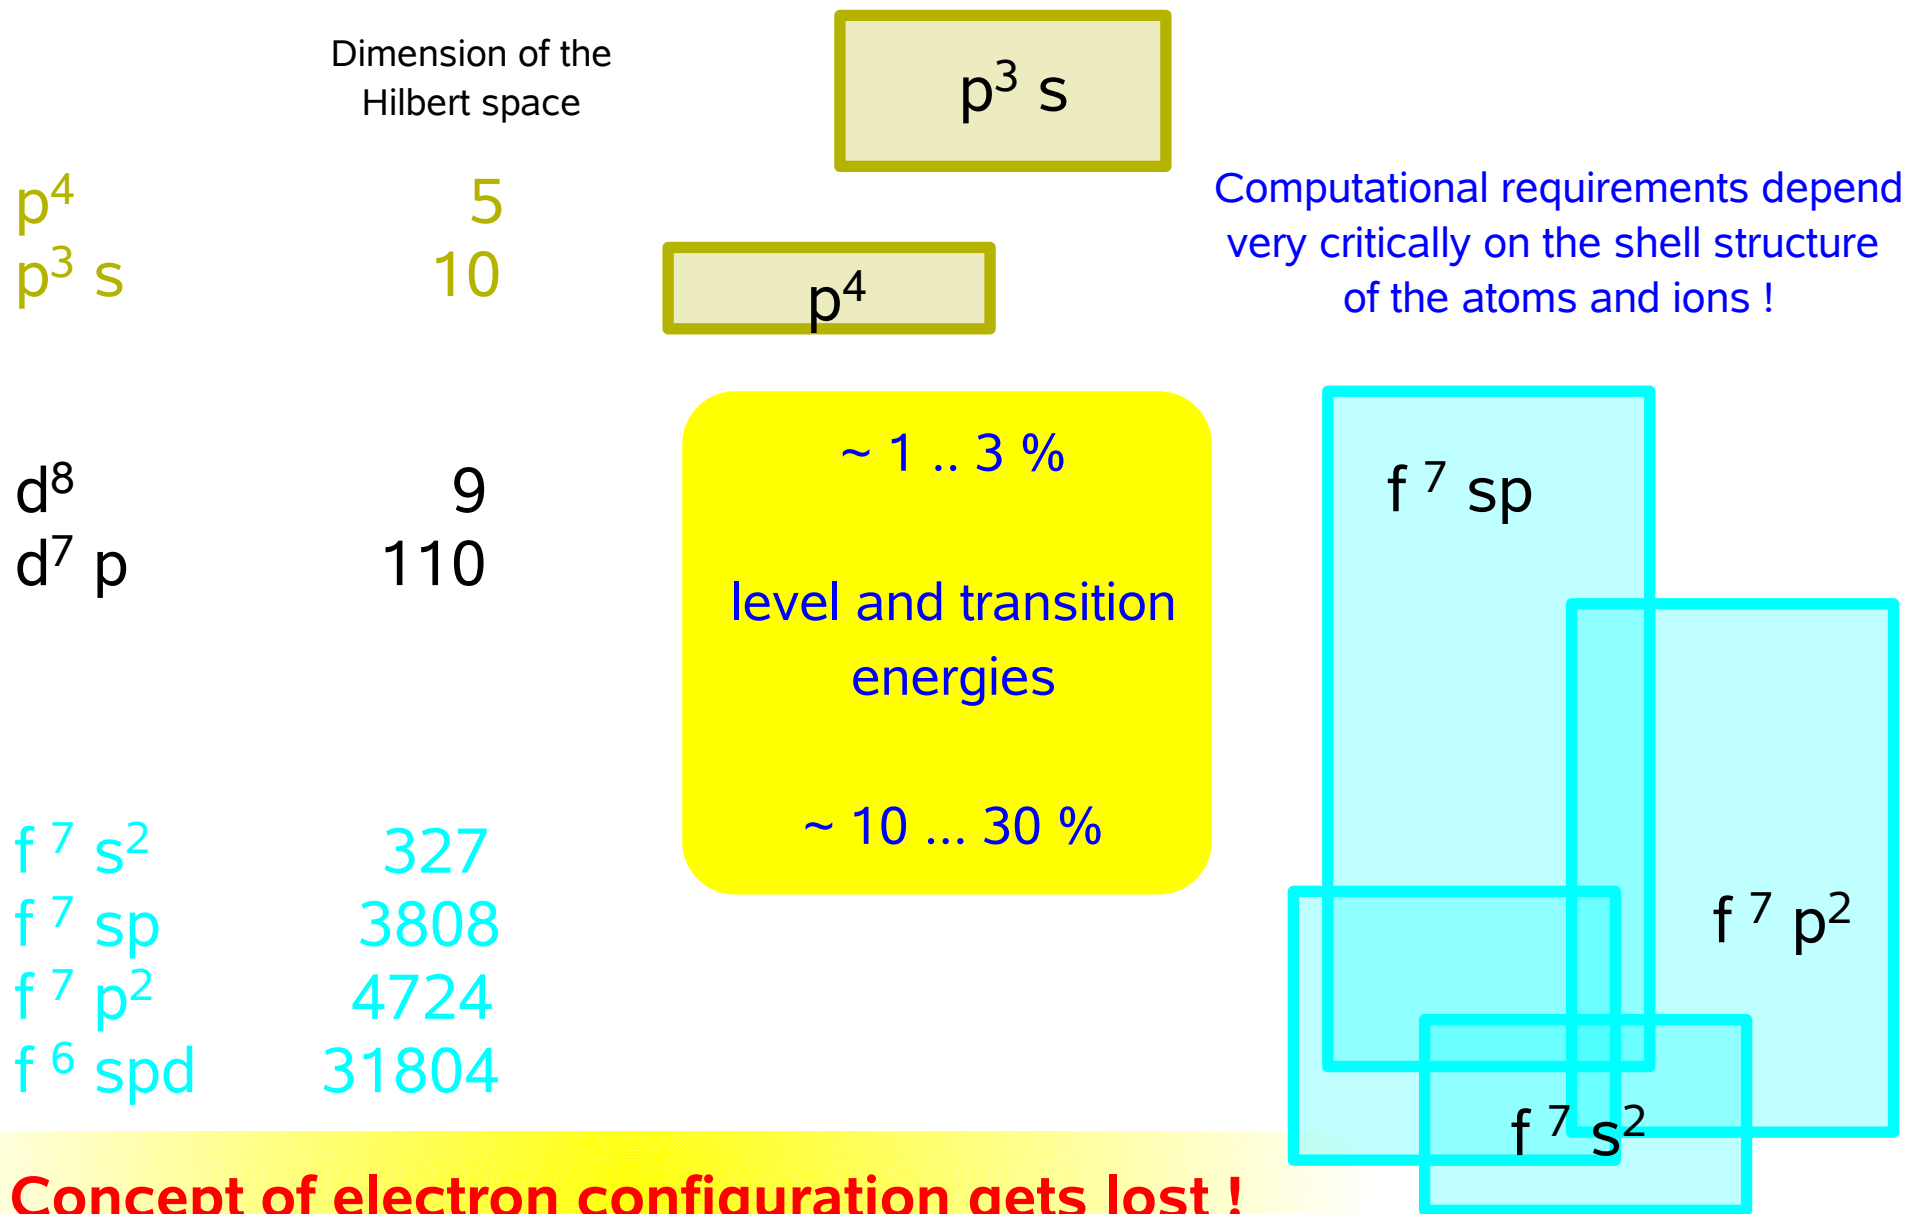 Dimension of the
Hilbert space
p³ s
p⁴ 5
p³ s 10
p⁴
Computational requirements depend
very critically on the shell structure
of the atoms and ions !
d⁸ 9
d⁷ p 110
~ 1 .. 3 %
level and transition
energies
~ 10 ... 30 %
f ⁷ sp
f ⁷ p²
f ⁷ s²
f ⁷ s² 327
f ⁷ sp 3808
f ⁷ p² 4724
f ⁶ spd 31804
Concept of electron configuration gets lost !